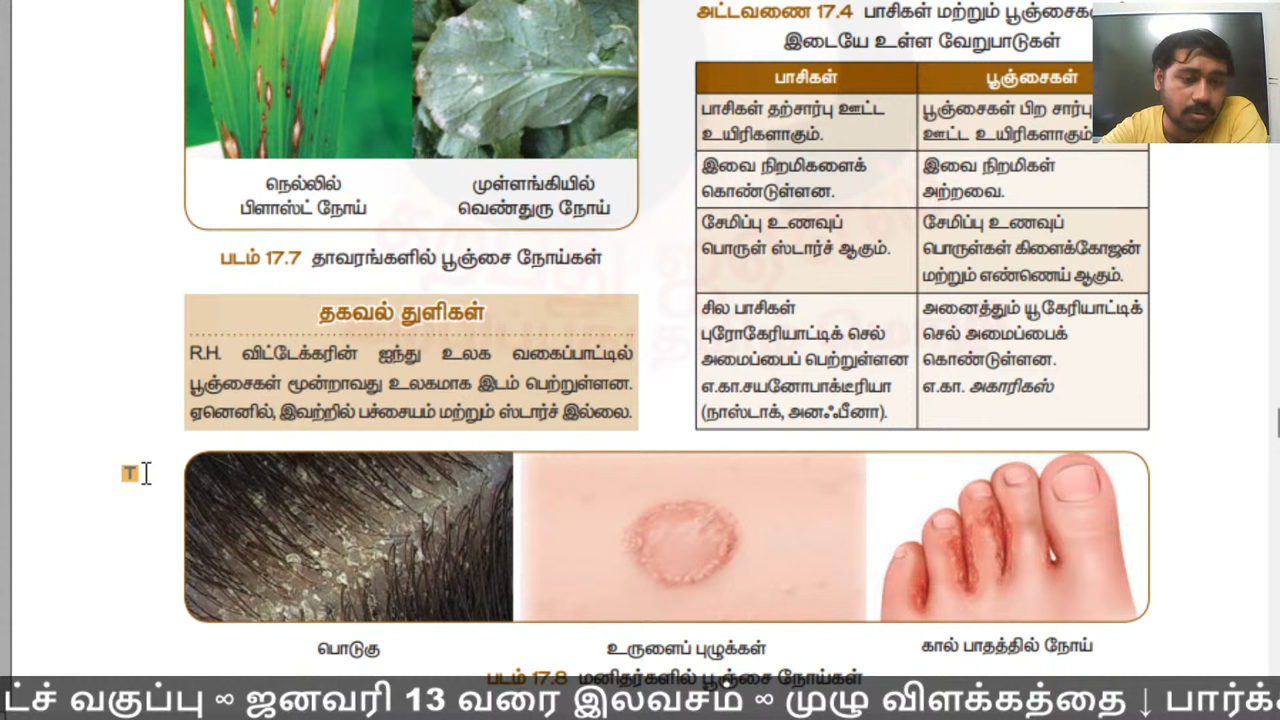 நெல்லில்
பிளாஸ்ட் நோய்
முள்ளங்கியில்
வெண்துரு நோய்
படம் 17.7 தாவரங்களில் பூஞ்சை நோய்கள்
தகவல் துளிகள்
R.H. விட்டேக்கரின் ஐந்து உலக வகைப்பாட்டில்
பூஞ்சைகள் மூன்றாவது உலகமாக இடம் பெற்றுள்ளன.
ஏனெனில், இவற்றில் பச்சையம் மற்றும் ஸ்டார்ச் இல்லை.
அட்டவணை 17.4 பாசிகள் மற்றும்
இடையே உள்ள வேறுபாடுகள்
பாசிகள்
பூஞ்சைகள்
பாசிகள் தற்சார்பு ஊட்ட
உயிரிகளாகும்.
பூஞ்சைகள் பிற சார்பு
ஊட்ட உயிரிகளாகும்
இவை நிறமிகளைக்
கொண்டுள்ளன.
இவை நிறமிகள்
அற்றவை.
சேமிப்பு உணவுப்
பொருள் ஸ்டார்ச் ஆகும்.
சேமிப்பு உணவுப்
பொருள்கள் கிளைக்கோஜன்
மற்றும் எண்ணெய் ஆகும்.
சில பாசிகள்
புரோகேரியாட்டிக் செல்
அமைப்பைப் பெற்றுள்ளன
எ.கா.சயனோபாக்டீரியா
(நாஸ்டாக், அனஃபீனா).
அனைத்தும் யூகேரியாட்டிக்
செல் அமைப்பைக்
கொண்டுள்ளன.
எ.கா. அகாரிகஸ்
T
பொடுகு
உருளைப் புழுக்கள்
கால் பாதத்தில் நோய்
படம் 17.8 மனிதர்களில் பூஞ்சை நோய்கள்
ட்ச் வகுப்பு ∞ ஜனவரி 13 வரை இலவசம் ∞ முழு விளக்கத்தை ↓ பார்க்க